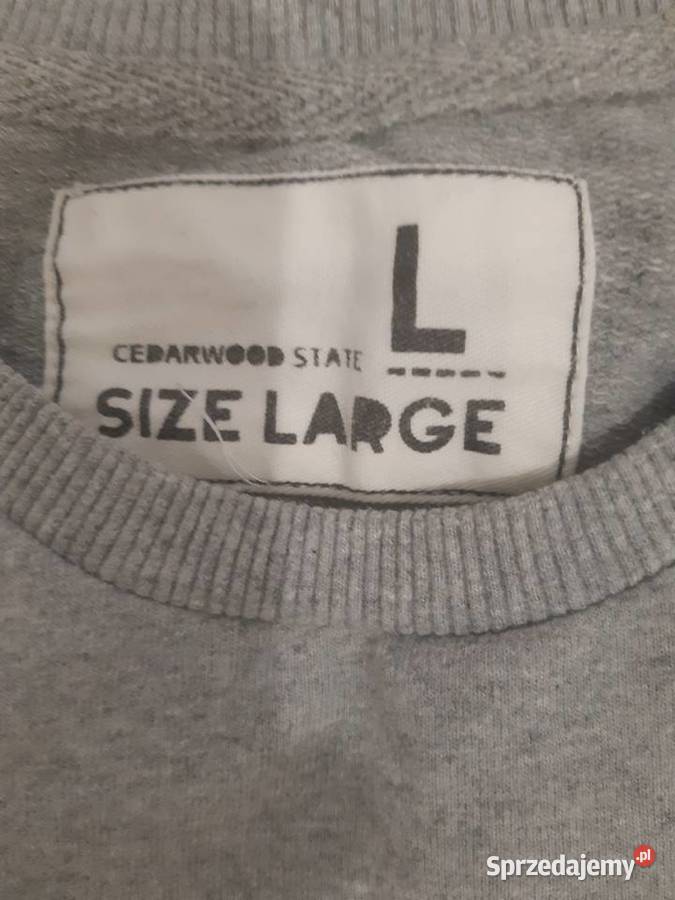 L
CEDARWOOD STATE
SIZE LARGE
Sprzedajemy.pl